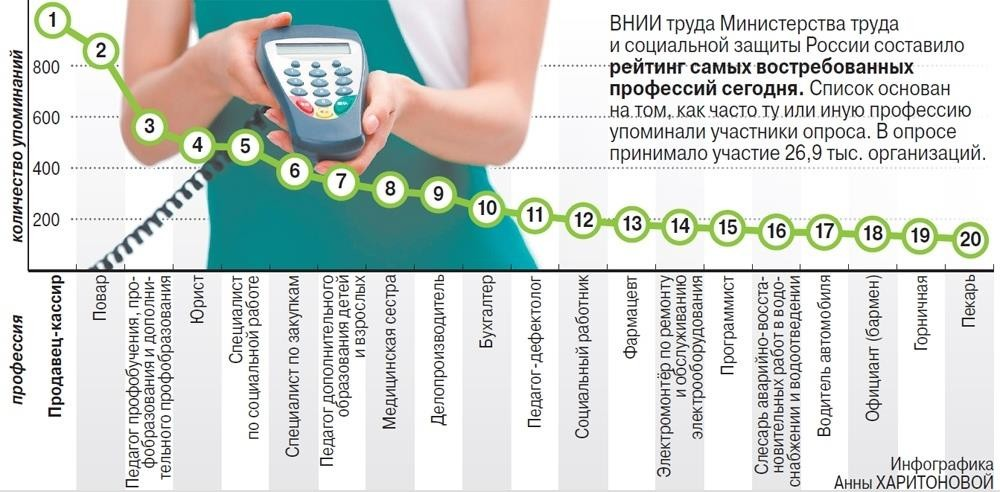 ВНИИ труда Министерства труда
и социальной защиты России составило
рейтинг самых востребованных
профессий сегодня. Список основан
на том, как часто ту или иную профессию
упоминали участники опроса. В опросе
принимало участие 26,9 тыс. организаций.
количество упоминаний
800
600
400
200
1
2
3
4
5
6
7
8
9
10
11
12
13
14
15
16
17
18
19
20
профессия
Продавец-кассир
Повар
Педагог профобучения, про-
фобразования и дополни-
тельного профобразования
Юрист
Специалист
по социальной работе
Специалист по закупкам
Педагог дополнительного
образования детей
и взрослых
Медицинская сестра
Делопроизводитель
Бухгалтер
Педагог-дефектолог
Социальный работник
Фармацевт
Электромонтёр по ремонту
и обслуживанию
электрооборудования
Программист
Слесарь аварийно-восста-
новительных работ в водо-
снабжении и водоотведении
Водитель автомобиля
Официант (бармен)
Горничная
Пекарь
Инфографика
Анны ХАРИТОНОВОЙ